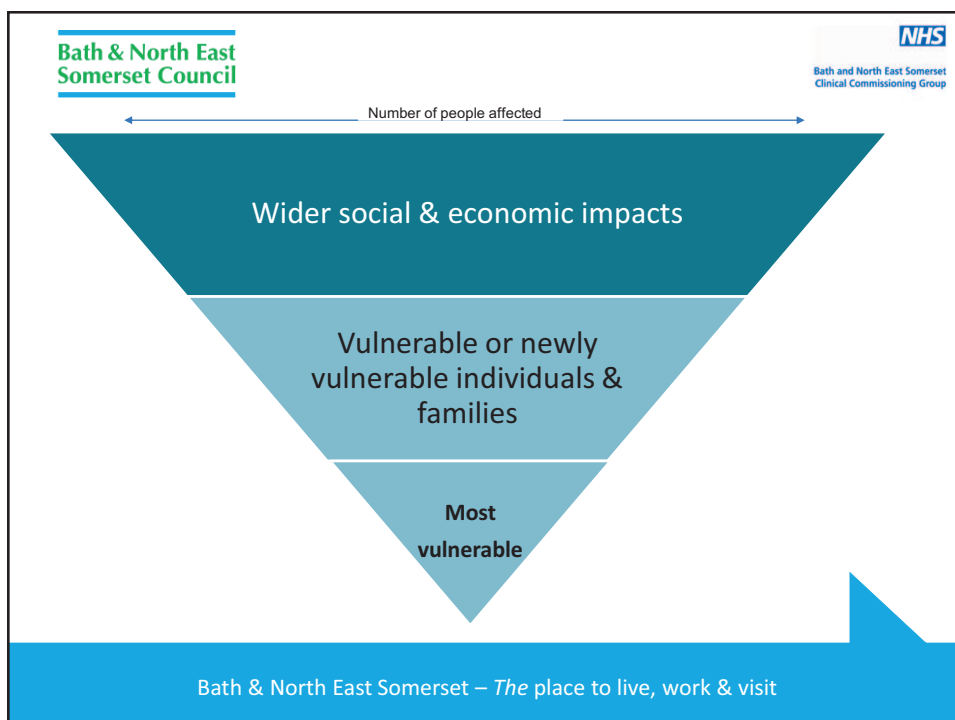 Bath & North East
Somerset Council
NHS
Bath and North East Somerset
Clinical Commissioning Group
Number of people affected
Wider social & economic impacts
Vulnerable or newly
vulnerable individuals &
families
Most
vulnerable
Bath & North East Somerset – The place to live, work & visit